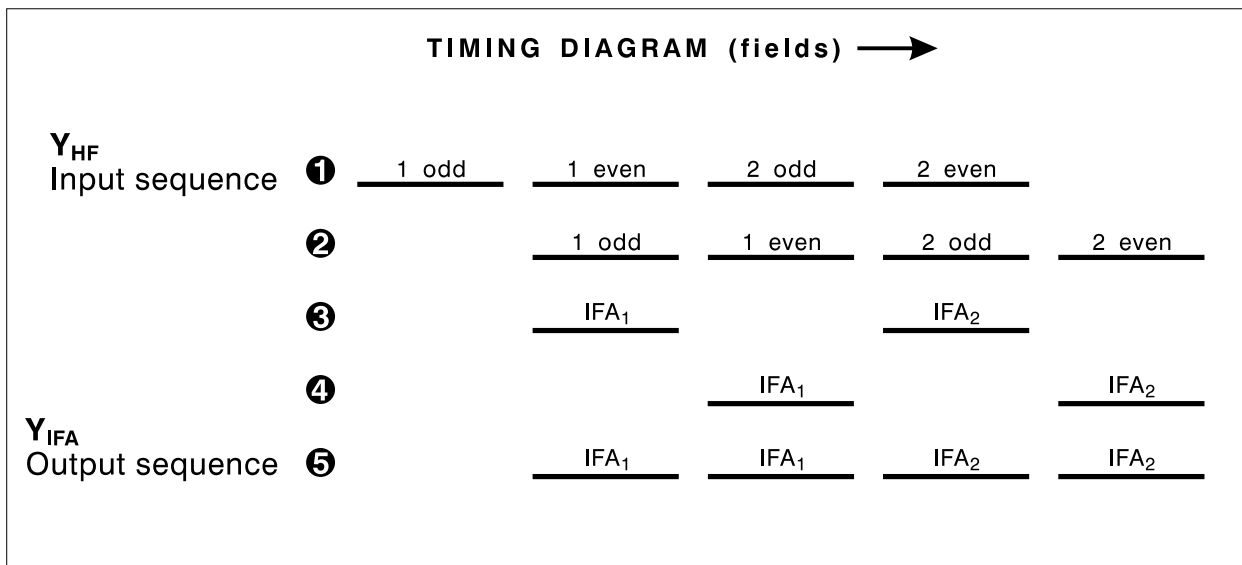 TIMING DIAGRAM (fields)
Y_HF
Input sequence ❶ 1 odd 1 even 2 odd 2 even
❷ 1 odd 1 even 2 odd 2 even
❸ IFA₁ IFA₂
❹ IFA₁ IFA₂
Y_IFA
Output sequence ❺ IFA₁ IFA₁ IFA₂ IFA₂